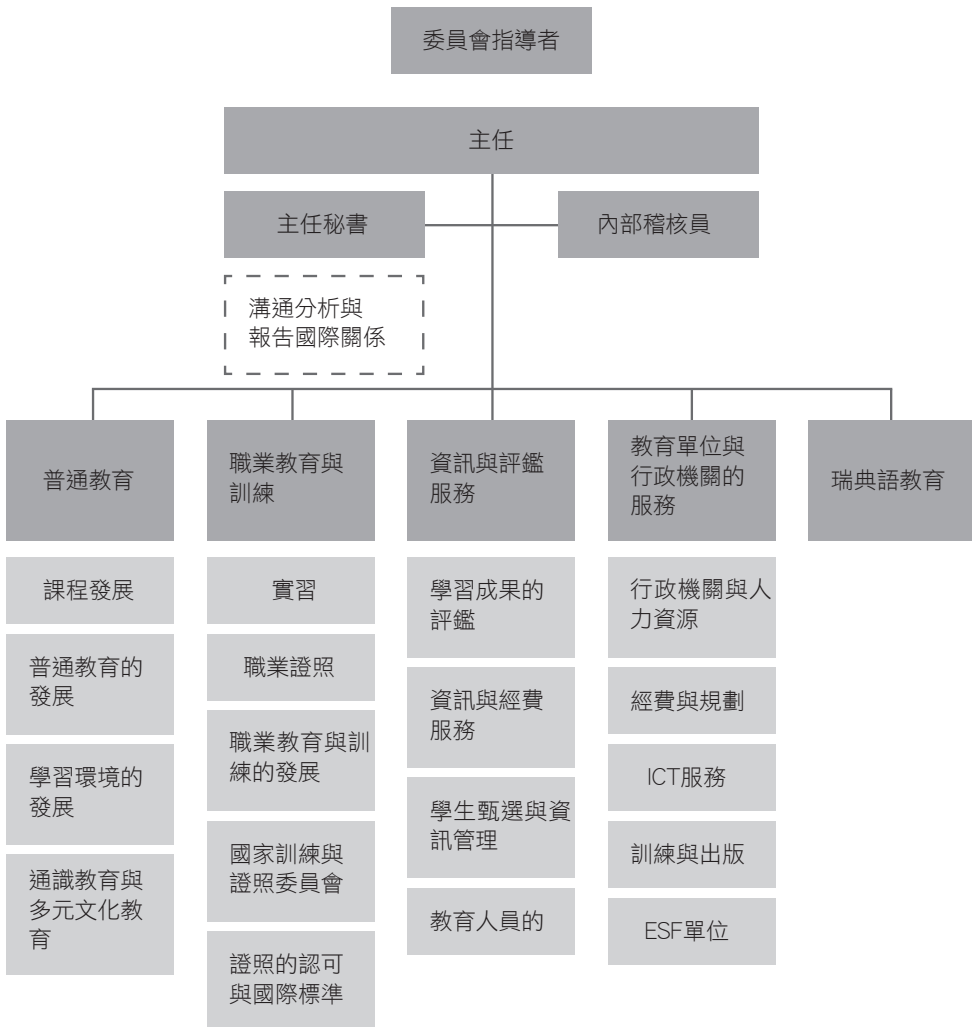 委員會指導者
主任
主任秘書
內部稽核員
溝通分析與
報告國際關係
普通教育
職業教育與
訓練
資訊與評鑑
服務
教育單位與
行政機關的
服務
瑞典語教育
課程發展
普通教育的
發展
學習環境的
發展
通識教育與
多元文化教
育
實習
職業證照
職業教育與訓
練的發展
國家訓練與
證照委員會
證照的認可
與國際標準
學習成果的
評鑑
資訊與經費
服務
學生甄選與資
訊管理
教育人員的
行政機關與人
力資源
經費與規劃
ICT服務
訓練與出版
ESF單位